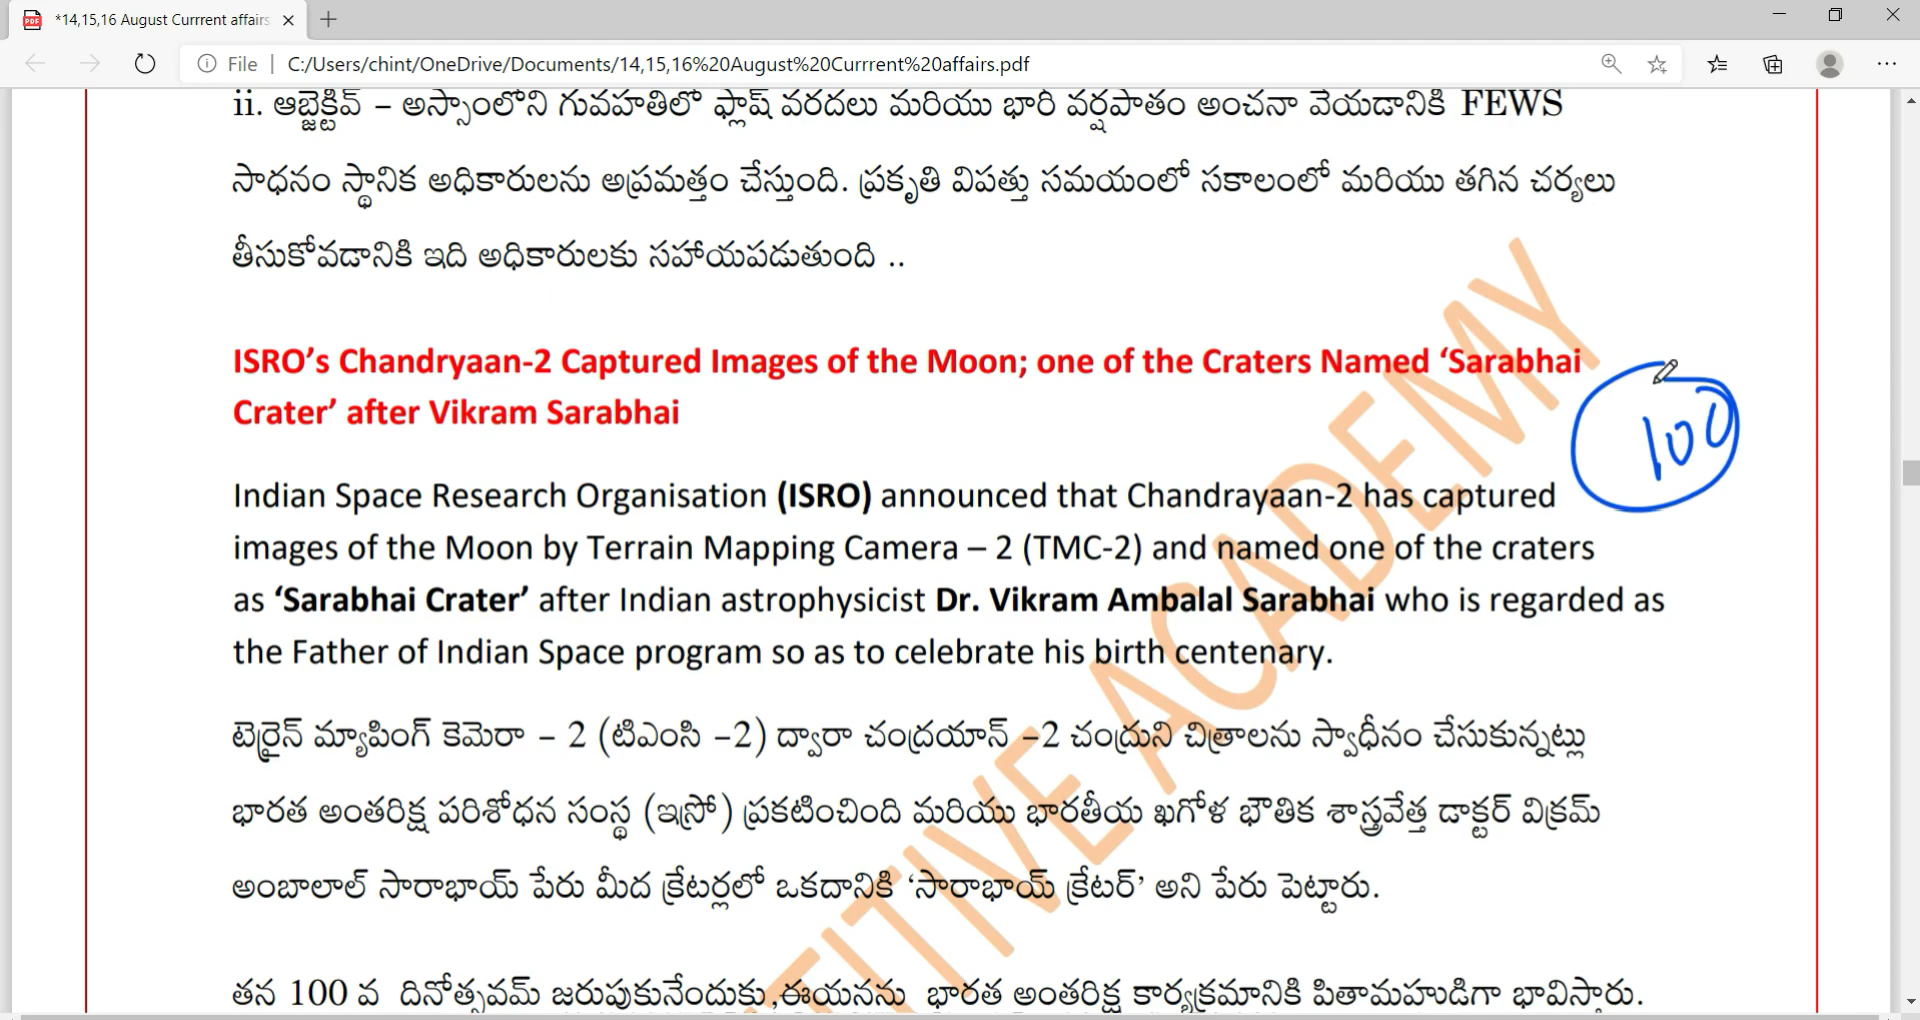 *14,15,16 August Currrent affairs
File
C:/Users/chint/OneDrive/Documents/14,15,16%20August%20Currrent%20affairs.pdf
ii. ఆబ్జెక్టివ్ – అస్సాంలోని గువహతిలో ఫ్లాష్ వరదలు మరియు భారీ వర్షపాతం అంచనా వేయడానికి FEWS
సాధనం స్థానిక అధికారులను అప్రమత్తం చేస్తుంది. ప్రకృతి విపత్తు సమయంలో సకాలంలో మరియు తగిన చర్యలు
తీసుకోవడానికి ఇది అధికారులకు సహాయపడుతుంది ..
ISRO’s Chandryaan-2 Captured Images of the Moon; one of the Craters Named ‘Sarabhai
Crater’ after Vikram Sarabhai
100
Indian Space Research Organisation (ISRO) announced that Chandrayaan-2 has captured
images of the Moon by Terrain Mapping Camera – 2 (TMC-2) and named one of the craters
as ‘Sarabhai Crater’ after Indian astrophysicist Dr. Vikram Ambalal Sarabhai who is regarded as
the Father of Indian Space program so as to celebrate his birth centenary.
టెర్రైన్ మ్యాపింగ్ కెమెరా – 2 (టిఎంసి –2) ద్వారా చంద్రయాన్ –2 చంద్రుని చిత్రాలను స్వాధీనం చేసుకున్నట్లు
భారత అంతరిక్ష పరిశోధన సంస్థ (ఇస్రో) ప్రకటించింది మరియు భారతీయ ఖగోళ భౌతిక శాస్త్రవేత్త డాక్టర్ విక్రమ్
అంబాలాల్ సారాభాయ్ పేరు మీద క్రేటర్లలో ఒకదానికి ‘సారాభాయ్ క్రేటర్’ అని పేరు పెట్టారు.
తన 100 వ దినోత్సవమ్ జరుపుకునేందుకు,ఈయనను భారత అంతరిక్ష కార్యక్రమానికి పితామహుడిగా భావిస్తారు.
TITIVE ACADEMY